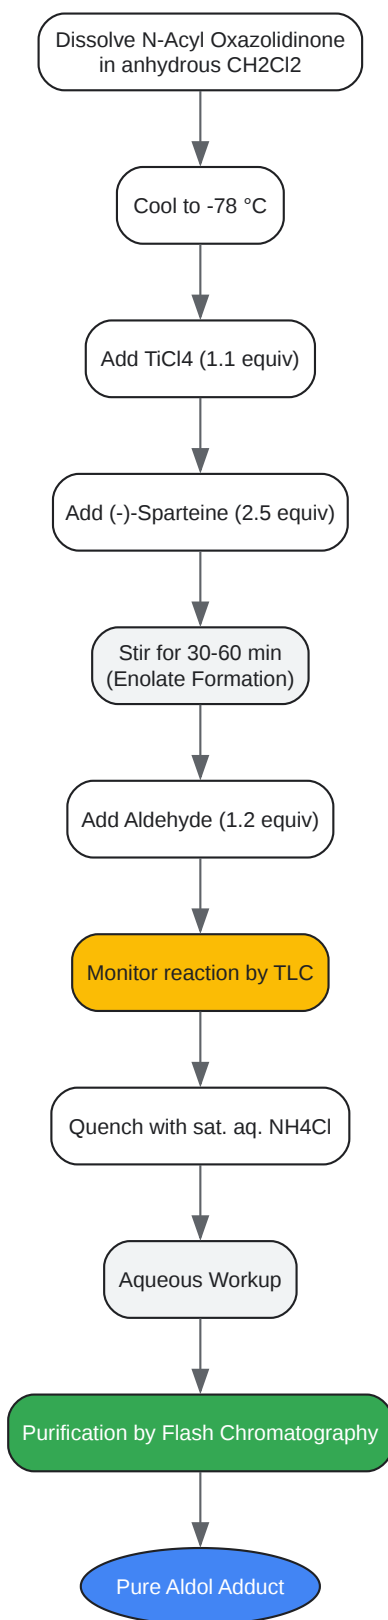 Dissolve N-Acyl Oxazolidinone
in anhydrous CH2Cl2
Cool to -78 °C
Add TiCl4 (1.1 equiv)
Add (-)-Sparteine (2.5 equiv)
Stir for 30-60 min
(Enolate Formation)
Add Aldehyde (1.2 equiv)
Monitor reaction by TLC
Quench with sat. aq. NH4Cl
Aqueous Workup
Purification by Flash Chromatography
Pure Aldol Adduct